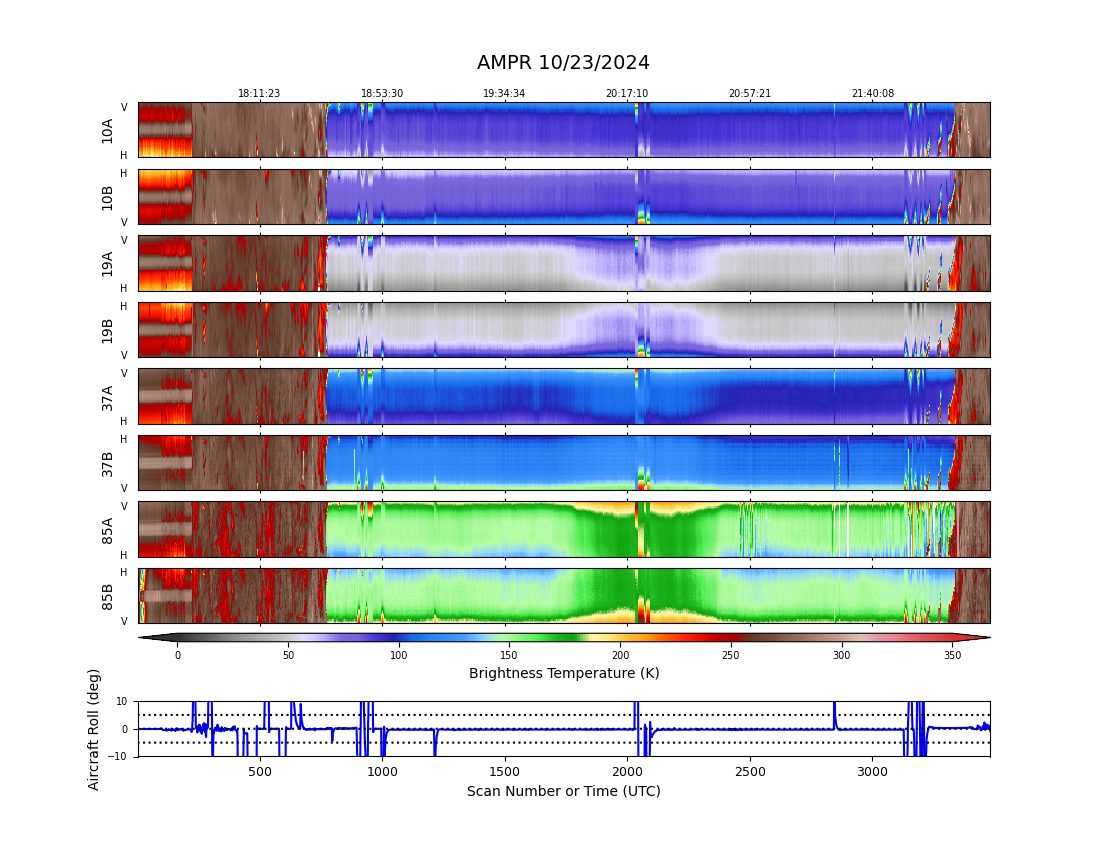 AMPR 10/23/2024
18:11:23 18:53:30 19:34:34 20:17:10 20:57:21 21:40:08
V
10A
H
H
10B
V
V
19A
H
H
19B
V
V
37A
H
H
37B
V
V
85A
H
H
85B
V
0 50 100 150 200 250 300 350
Brightness Temperature (K)
Aircraft Roll (deg)
10
0
−10
500 1000 1500 2000 2500 3000
Scan Number or Time (UTC)